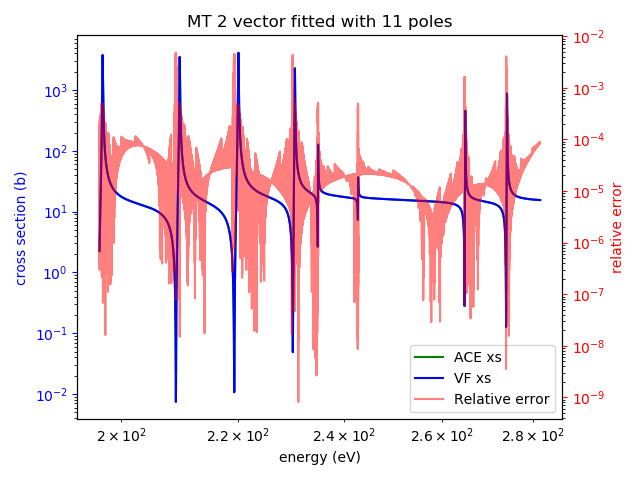 MT 2 vector fitted with 11 poles
cross section (b)
10³
10²
10¹
10⁰
10⁻¹
10⁻²
10⁻²
10⁻³
10⁻⁴
10⁻⁵
10⁻⁶
10⁻⁷
10⁻⁸
10⁻⁹
relative error
ACE xs
VF xs
Relative error
2 × 10² 2.2 × 10² 2.4 × 10² 2.6 × 10² 2.8 × 10²
energy (eV)